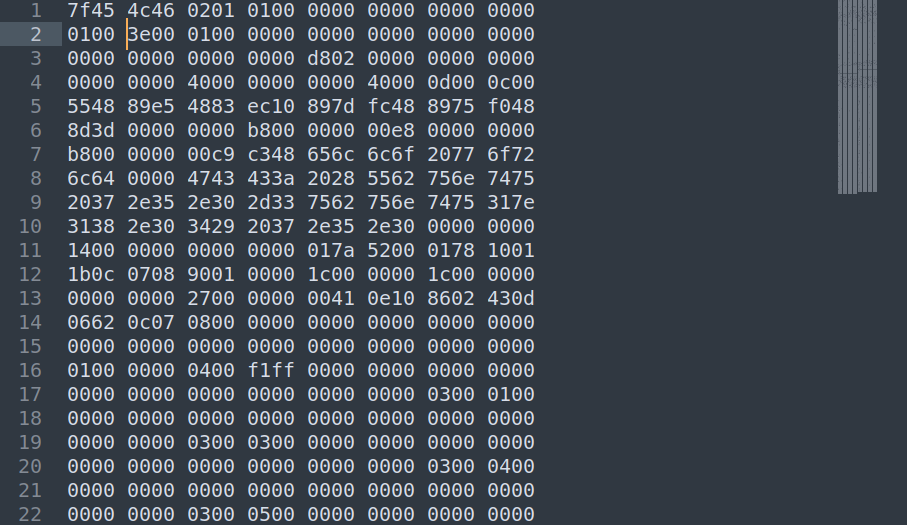 1 7f45 4c46 0201 0100 0000 0000 0000 0000
2 0100 3e00 0100 0000 0000 0000 0000 0000
3 0000 0000 0000 0000 d802 0000 0000 0000
4 0000 0000 4000 0000 0000 4000 0d00 0c00
5 5548 89e5 4883 ec10 897d fc48 8975 f048
6 8d3d 0000 0000 b800 0000 00e8 0000 0000
7 b800 0000 00c9 c348 656c 6c6f 2077 6f72
8 6c64 0000 4743 433a 2028 5562 756e 7475
9 2037 2e35 2e30 2d33 7562 756e 7475 317e
10 3138 2e30 3429 2037 2e35 2e30 0000 0000
11 1400 0000 0000 0000 017a 5200 0178 1001
12 1b0c 0708 9001 0000 1c00 0000 1c00 0000
13 0000 0000 2700 0000 0041 0e10 8602 430d
14 0662 0c07 0800 0000 0000 0000 0000 0000
15 0000 0000 0000 0000 0000 0000 0000 0000
16 0100 0000 0400 f1ff 0000 0000 0000 0000
17 0000 0000 0000 0000 0000 0000 0300 0100
18 0000 0000 0000 0000 0000 0000 0000 0000
19 0000 0000 0300 0300 0000 0000 0000 0000
20 0000 0000 0000 0000 0000 0000 0300 0400
21 0000 0000 0000 0000 0000 0000 0000 0000
22 0000 0000 0300 0500 0000 0000 0000 0000